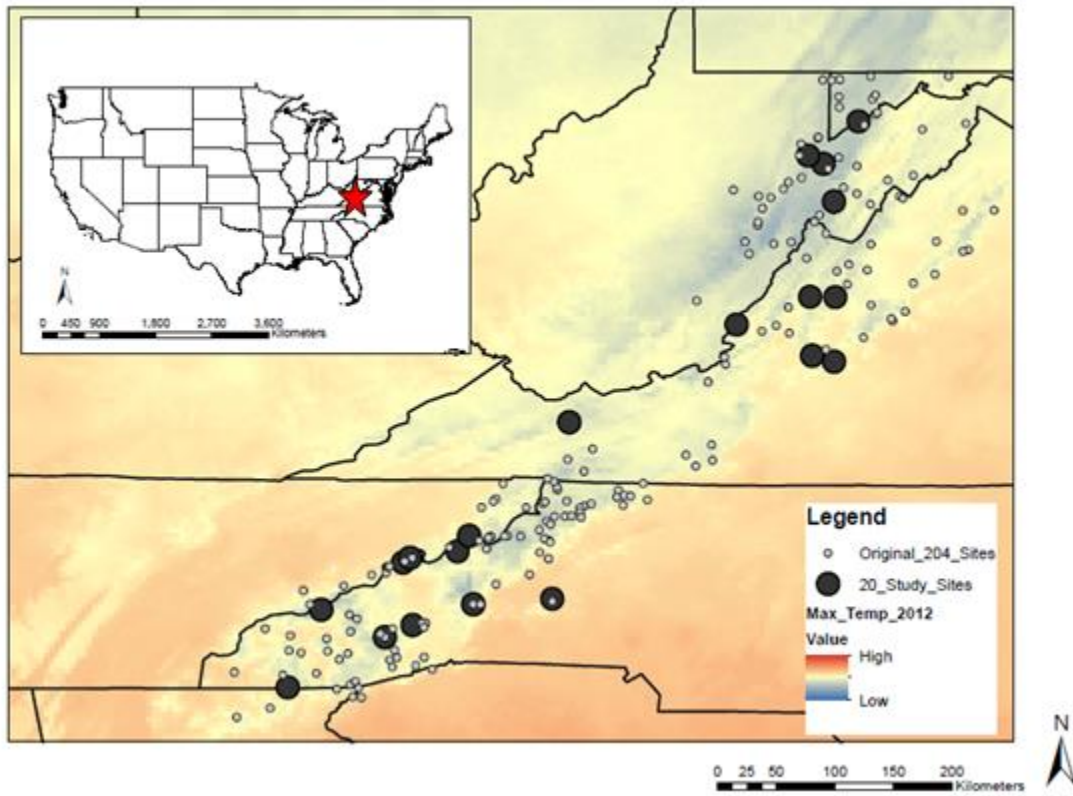 N
0 450 900 1,800 2,700 3,600
Kilometers
Legend
Original_204_Sites
20_Study_Sites
Max_Temp_2012
Value
High
Low
N
0 25 50 100 150 200
Kilometers